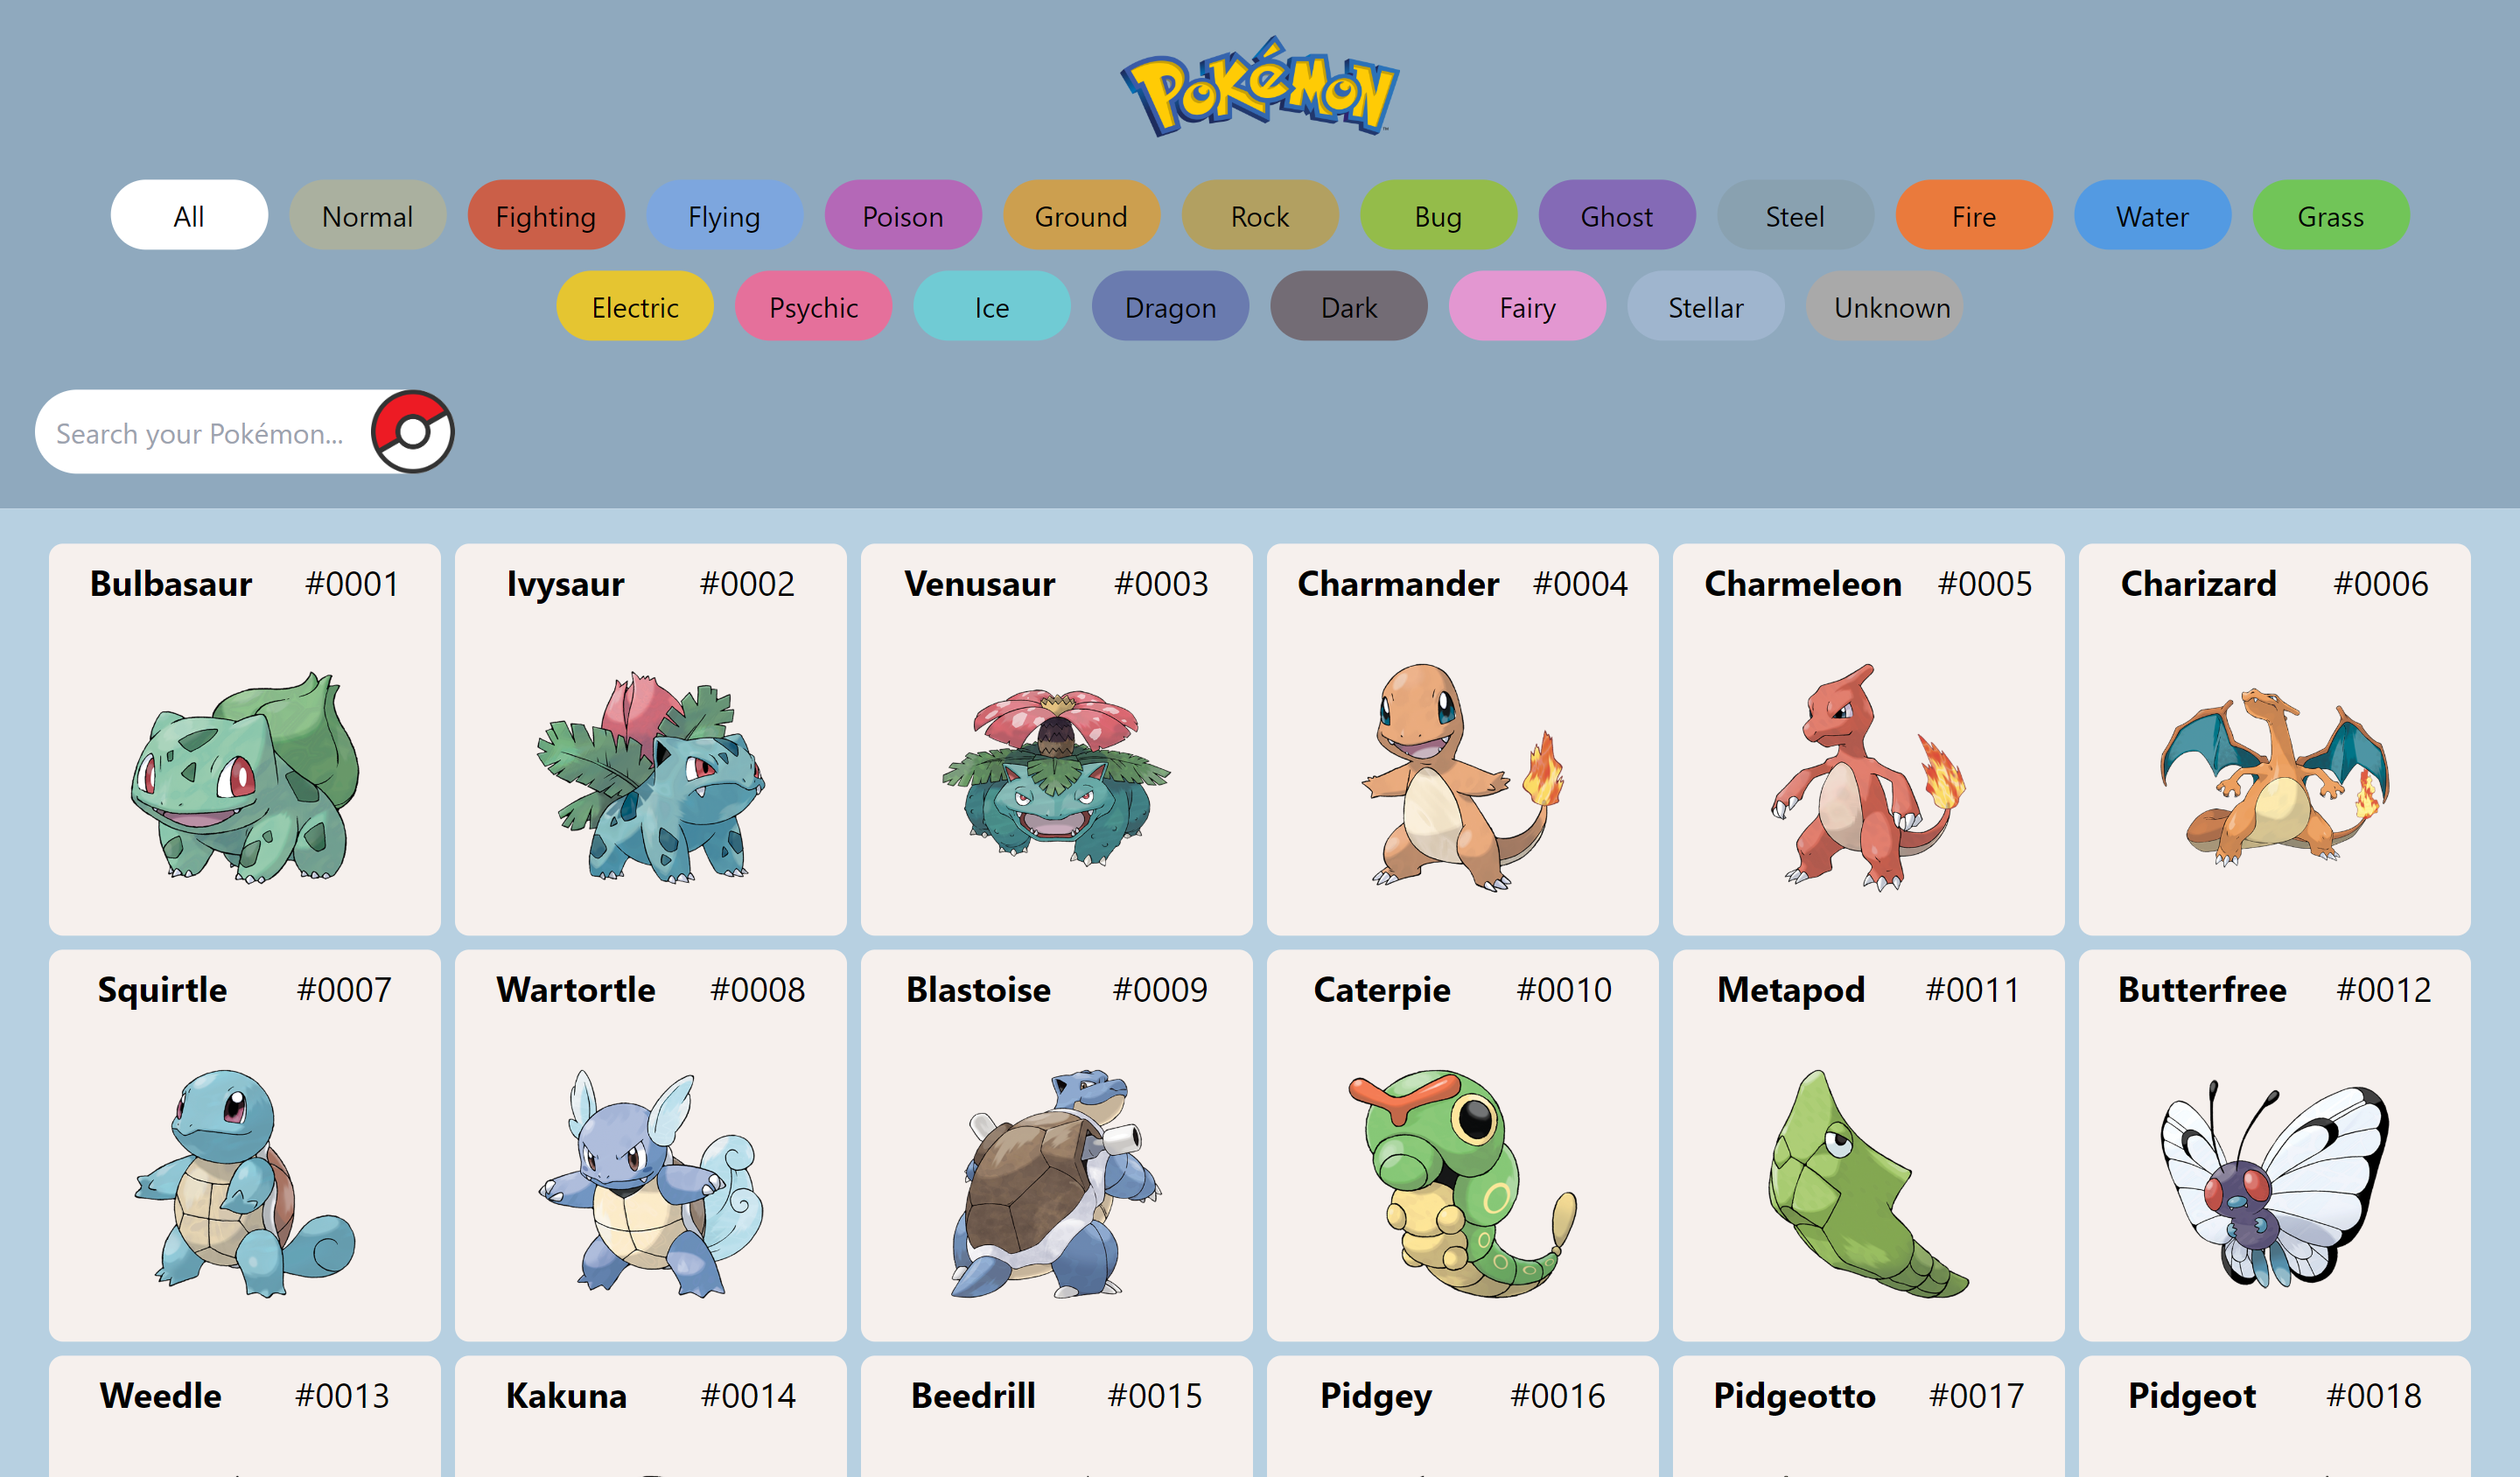 POKéMON
All Normal Fighting Flying Poison Ground Rock Bug Ghost Steel Fire Water Grass
Electric Psychic Ice Dragon Dark Fairy Stellar Unknown
Search your Pokémon...
Bulbasaur #0001 Ivysaur #0002 Venusaur #0003 Charmander #0004 Charmeleon #0005 Charizard #0006
Squirtle #0007 Wartortle #0008 Blastoise #0009 Caterpie #0010 Metapod #0011 Butterfree #0012
Weedle #0013 Kakuna #0014 Beedrill #0015 Pidgey #0016 Pidgeotto #0017 Pidgeot #0018